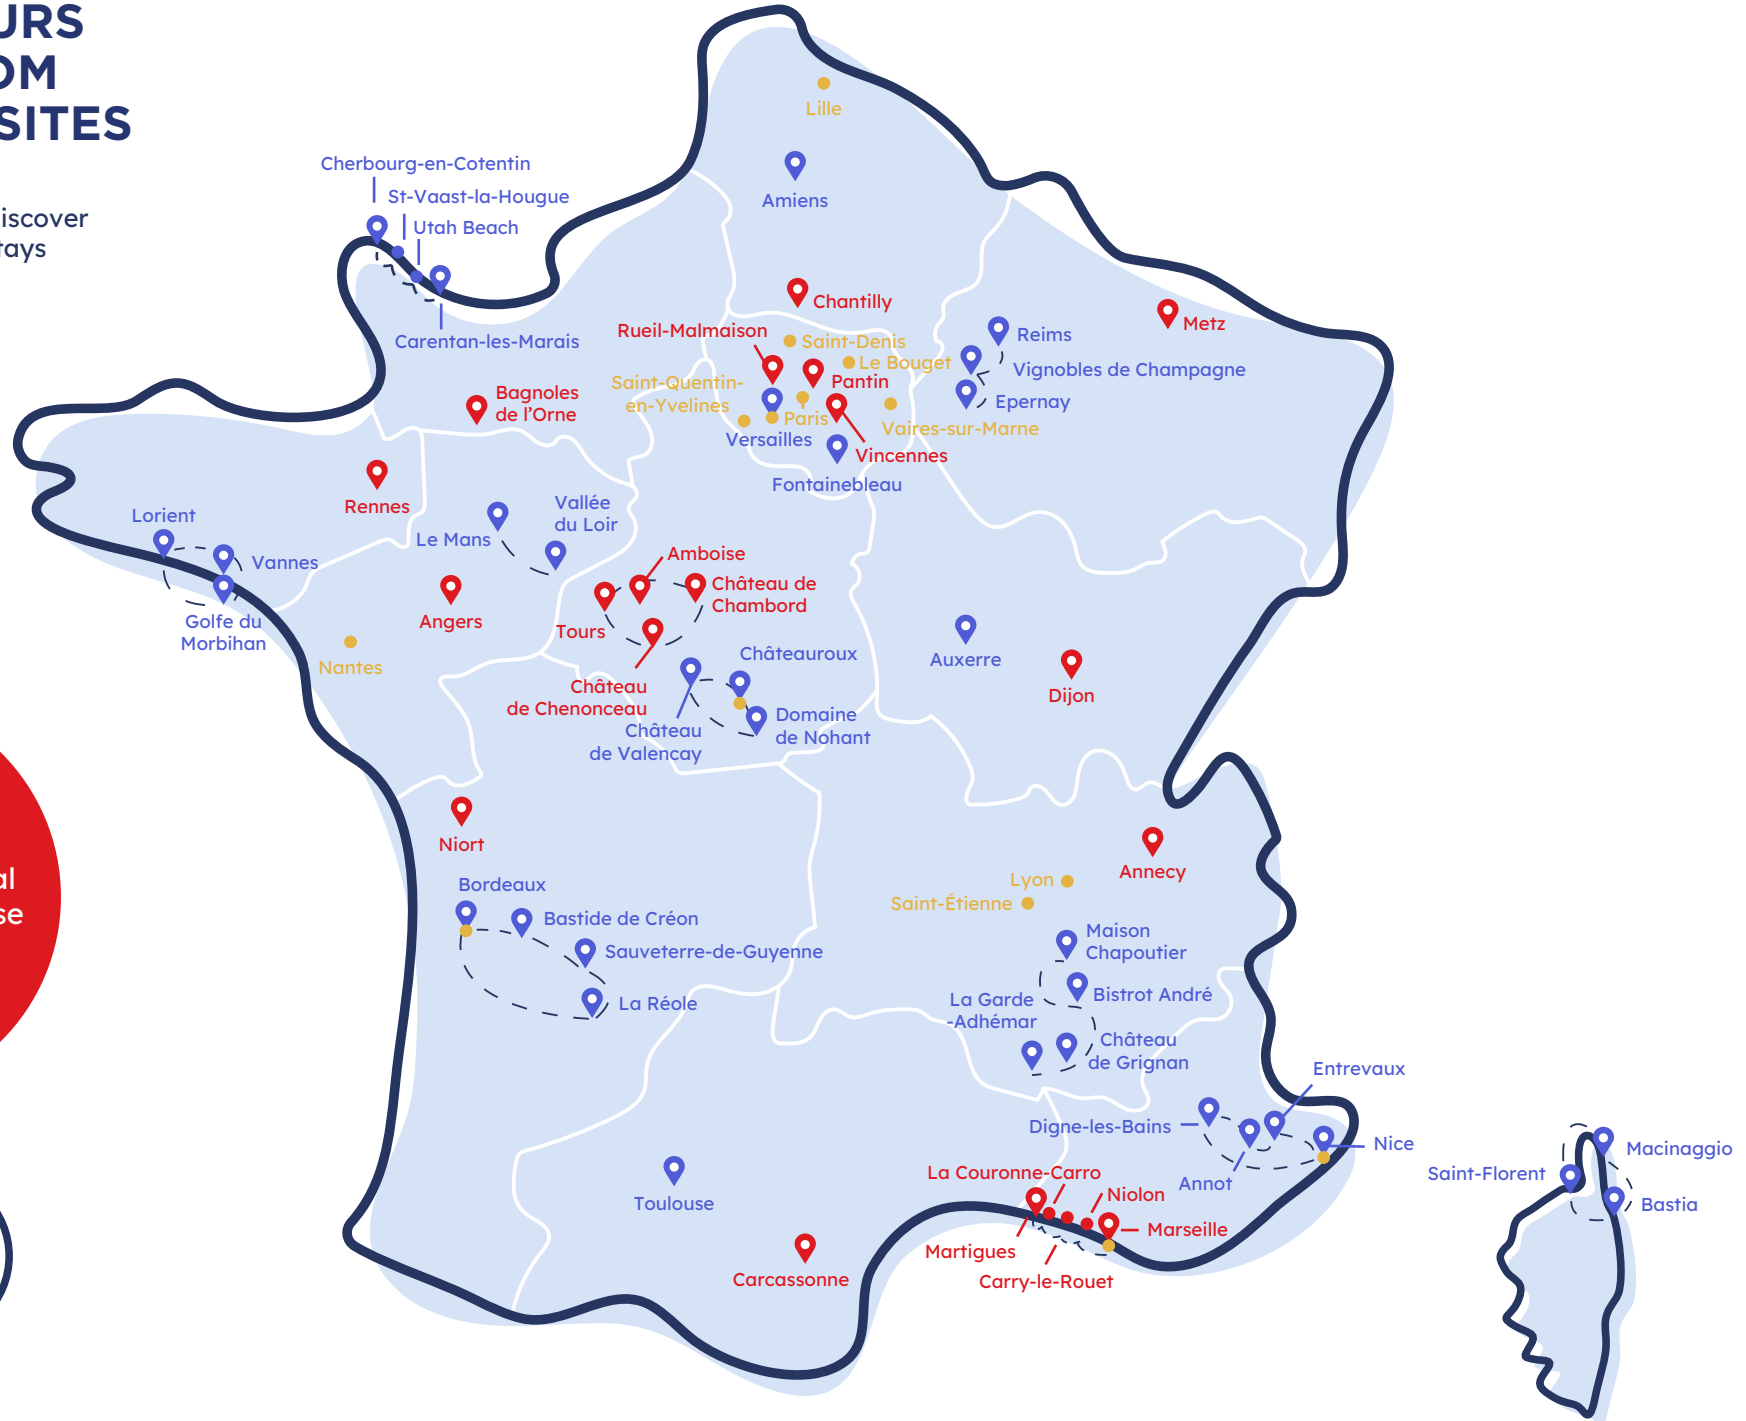 URS
OM
SITES
iscover
tays
al
se
Lille
Amiens
Cherbourg-en-Cotentin
St-Vaast-la-Hougue
Utah Beach
Carentan-les-Marais
Chantilly
Rueil-Malmaison
Saint-Denis
Le Bouget
Pantin
Saint-Quentin-
en-Yvelines
Paris
Versailles
Vaires-sur-Marne
Vincennes
Fontainebleau
Reims
Vignobles de Champagne
Epernay
Metz
Bagnoles
de l’Orne
Rennes
Lorient
Vannes
Golfe du
Morbihan
Le Mans
Vallée
du Loir
Angers
Nantes
Amboise
Château de
Chambord
Tours
Château
de Chenonceau
Châteauroux
Château
de Valencay
Domaine
de Nohant
Auxerre
Dijon
Niort
Bordeaux
Bastide de Créon
Sauveterre-de-Guyenne
La Réole
Annecy
Lyon
Saint-Étienne
Maison
Chapoutier
Bistrot André
La Garde
-Adhémar
Château
de Grignan
Entrevaux
Digne-les-Bains
Nice
Annot
La Couronne-Carro
Niolon
Marseille
Martigues
Carry-le-Rouet
Toulouse
Carcassonne
Macinaggio
Saint-Florent
Bastia